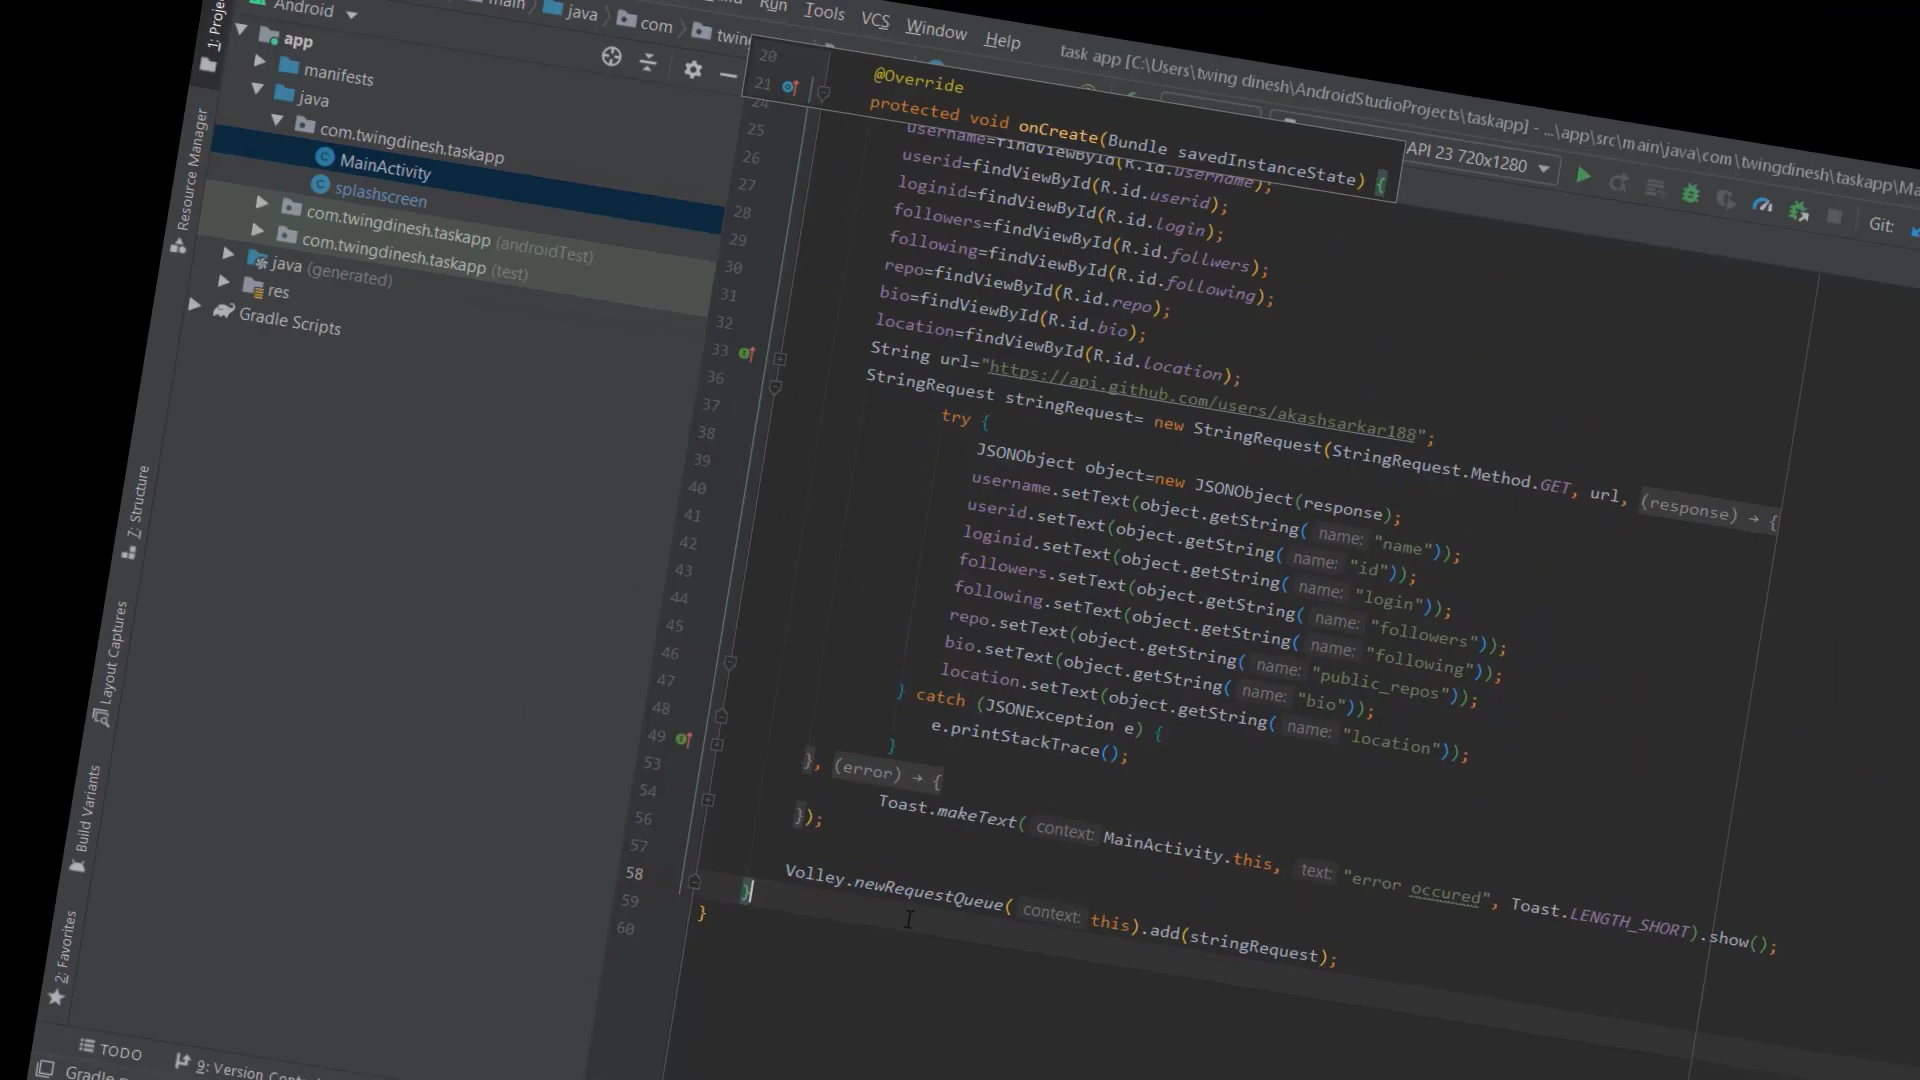 Run Tools VCS Window Help
task app [C:\Users\twing dinesh\AndroidStudioProjects\taskapp] - ...\app\src\main\java\com\twingdinesh\taskapp\Ma
main java com twin
API 23 720x1280
Git:
1: Projec
Resource Manager
Z: Structure
Layout Captures
Build Variants
2: Favorites
Android
app
manifests
java
com.twingdinesh.taskapp
MainActivity
splashscreen
com.twingdinesh.taskapp (androidTest)
com.twingdinesh.taskapp (test)
java (generated)
res
Gradle Scripts
20 @Override
21 protected void onCreate(Bundle savedInstanceState) {
24 username=findViewById(R.id.username);
25 userid=findViewById(R.id.userid);
26 loginid=findViewById(R.id.login);
27 followers=findViewById(R.id.follwers);
28 following=findViewById(R.id.following);
29 repo=findViewById(R.id.repo);
30 bio=findViewById(R.id.bio);
31 location=findViewById(R.id.location);
32 String url="https://api.github.com/users/akashsarkar188";
33 StringRequest stringRequest= new StringRequest(StringRequest.Method.GET, url, (response) → {
36 try {
37 JSONObject object=new JSONObject(response);
38 username.setText(object.getString( name: "name"));
39 userid.setText(object.getString( name: "id"));
40 loginid.setText(object.getString( name: "login"));
41 followers.setText(object.getString( name: "followers"));
42 following.setText(object.getString( name: "following"));
43 repo.setText(object.getString( name: "public_repos"));
44 bio.setText(object.getString( name: "bio"));
45 location.setText(object.getString( name: "location"));
46 } catch (JSONException e) {
47 e.printStackTrace();
48 }
49 }, (error) → {
53 Toast.makeText( context: MainActivity.this, text: "error occured", Toast.LENGTH_SHORT).show();
54 });
56
57 Volley.newRequestQueue( context: this).add(stringRequest);
58 }
59 }
60
TODO 9: Version Contr
Gradle